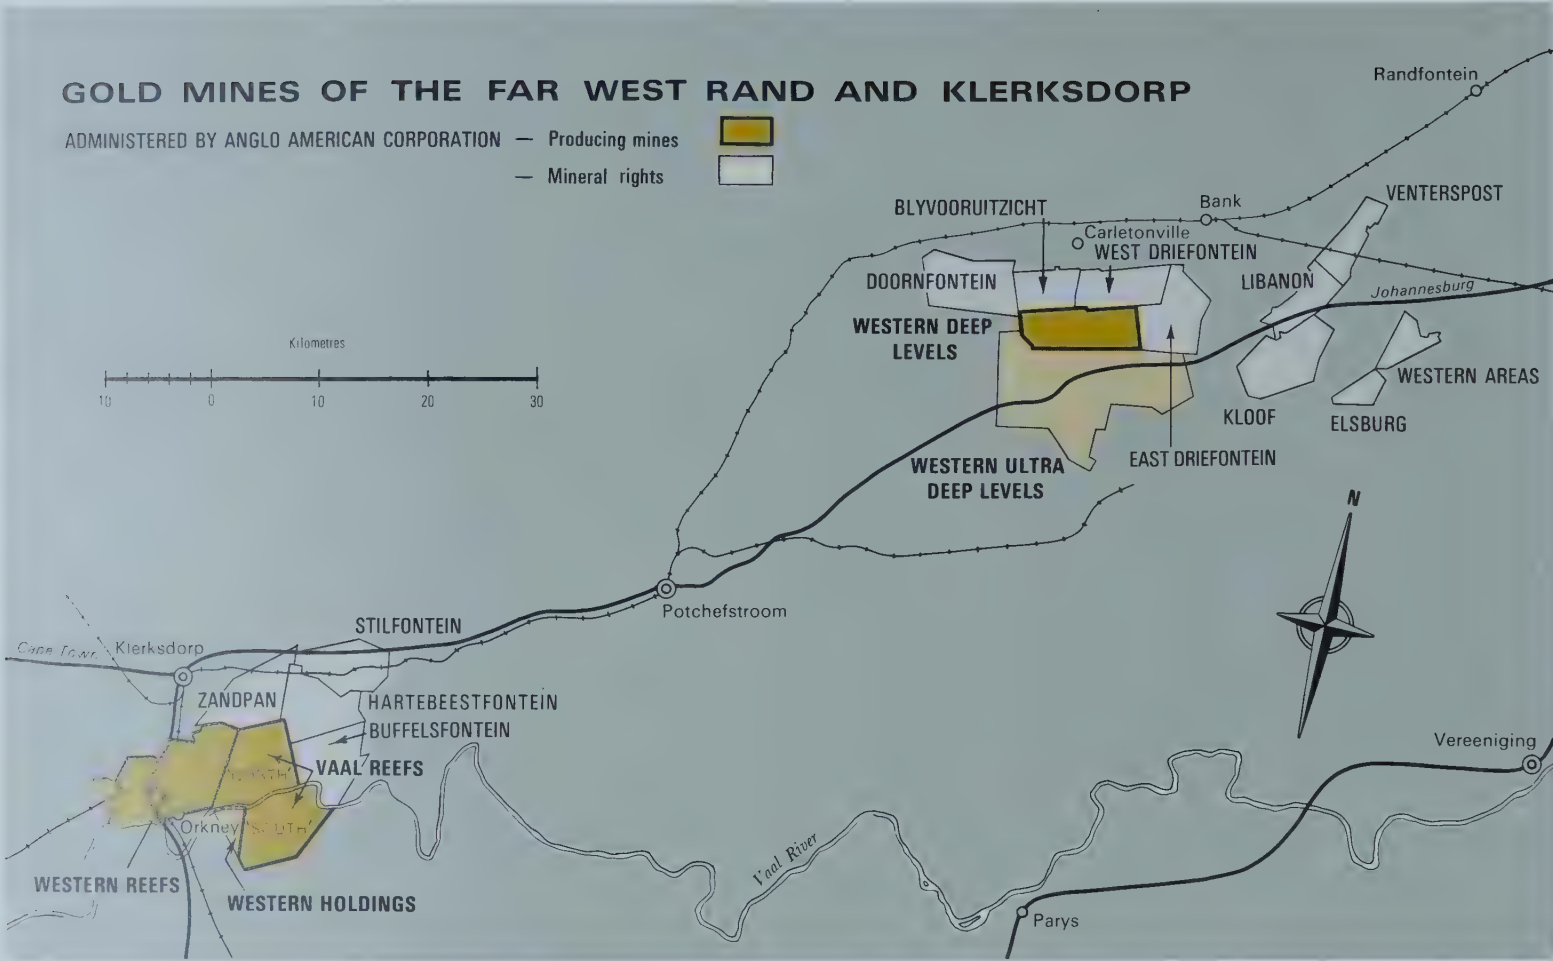 GOLD MINES OF THE FAR WEST RAND AND KLERKSDORP
ADMINISTERED BY ANGLO AMERICAN CORPORATION — Producing mines
— Mineral rights
Randfontein
VENTERSPOST
BLYVOORUITZICHT
Bank
Carletonville
WEST DRIEFONTEIN
DOORNFONTEIN
LIBANON
Johannesburg
WESTERN DEEP
LEVELS
Kilometres
10 0 10 20 30
WESTERN AREAS
KLOOF
ELSBURG
EAST DRIEFONTEIN
WESTERN ULTRA
DEEP LEVELS
N
Potchefstroom
STILFONTEIN
Cape Town
Klerksdorp
ZANDPAN
HARTEBEESTFONTEIN
BUFFELSFONTEIN
Vereeniging
VAAL REEFS
Orkney
'SOUTH'
Vaal River
WESTERN REEFS
WESTERN HOLDINGS
Parys